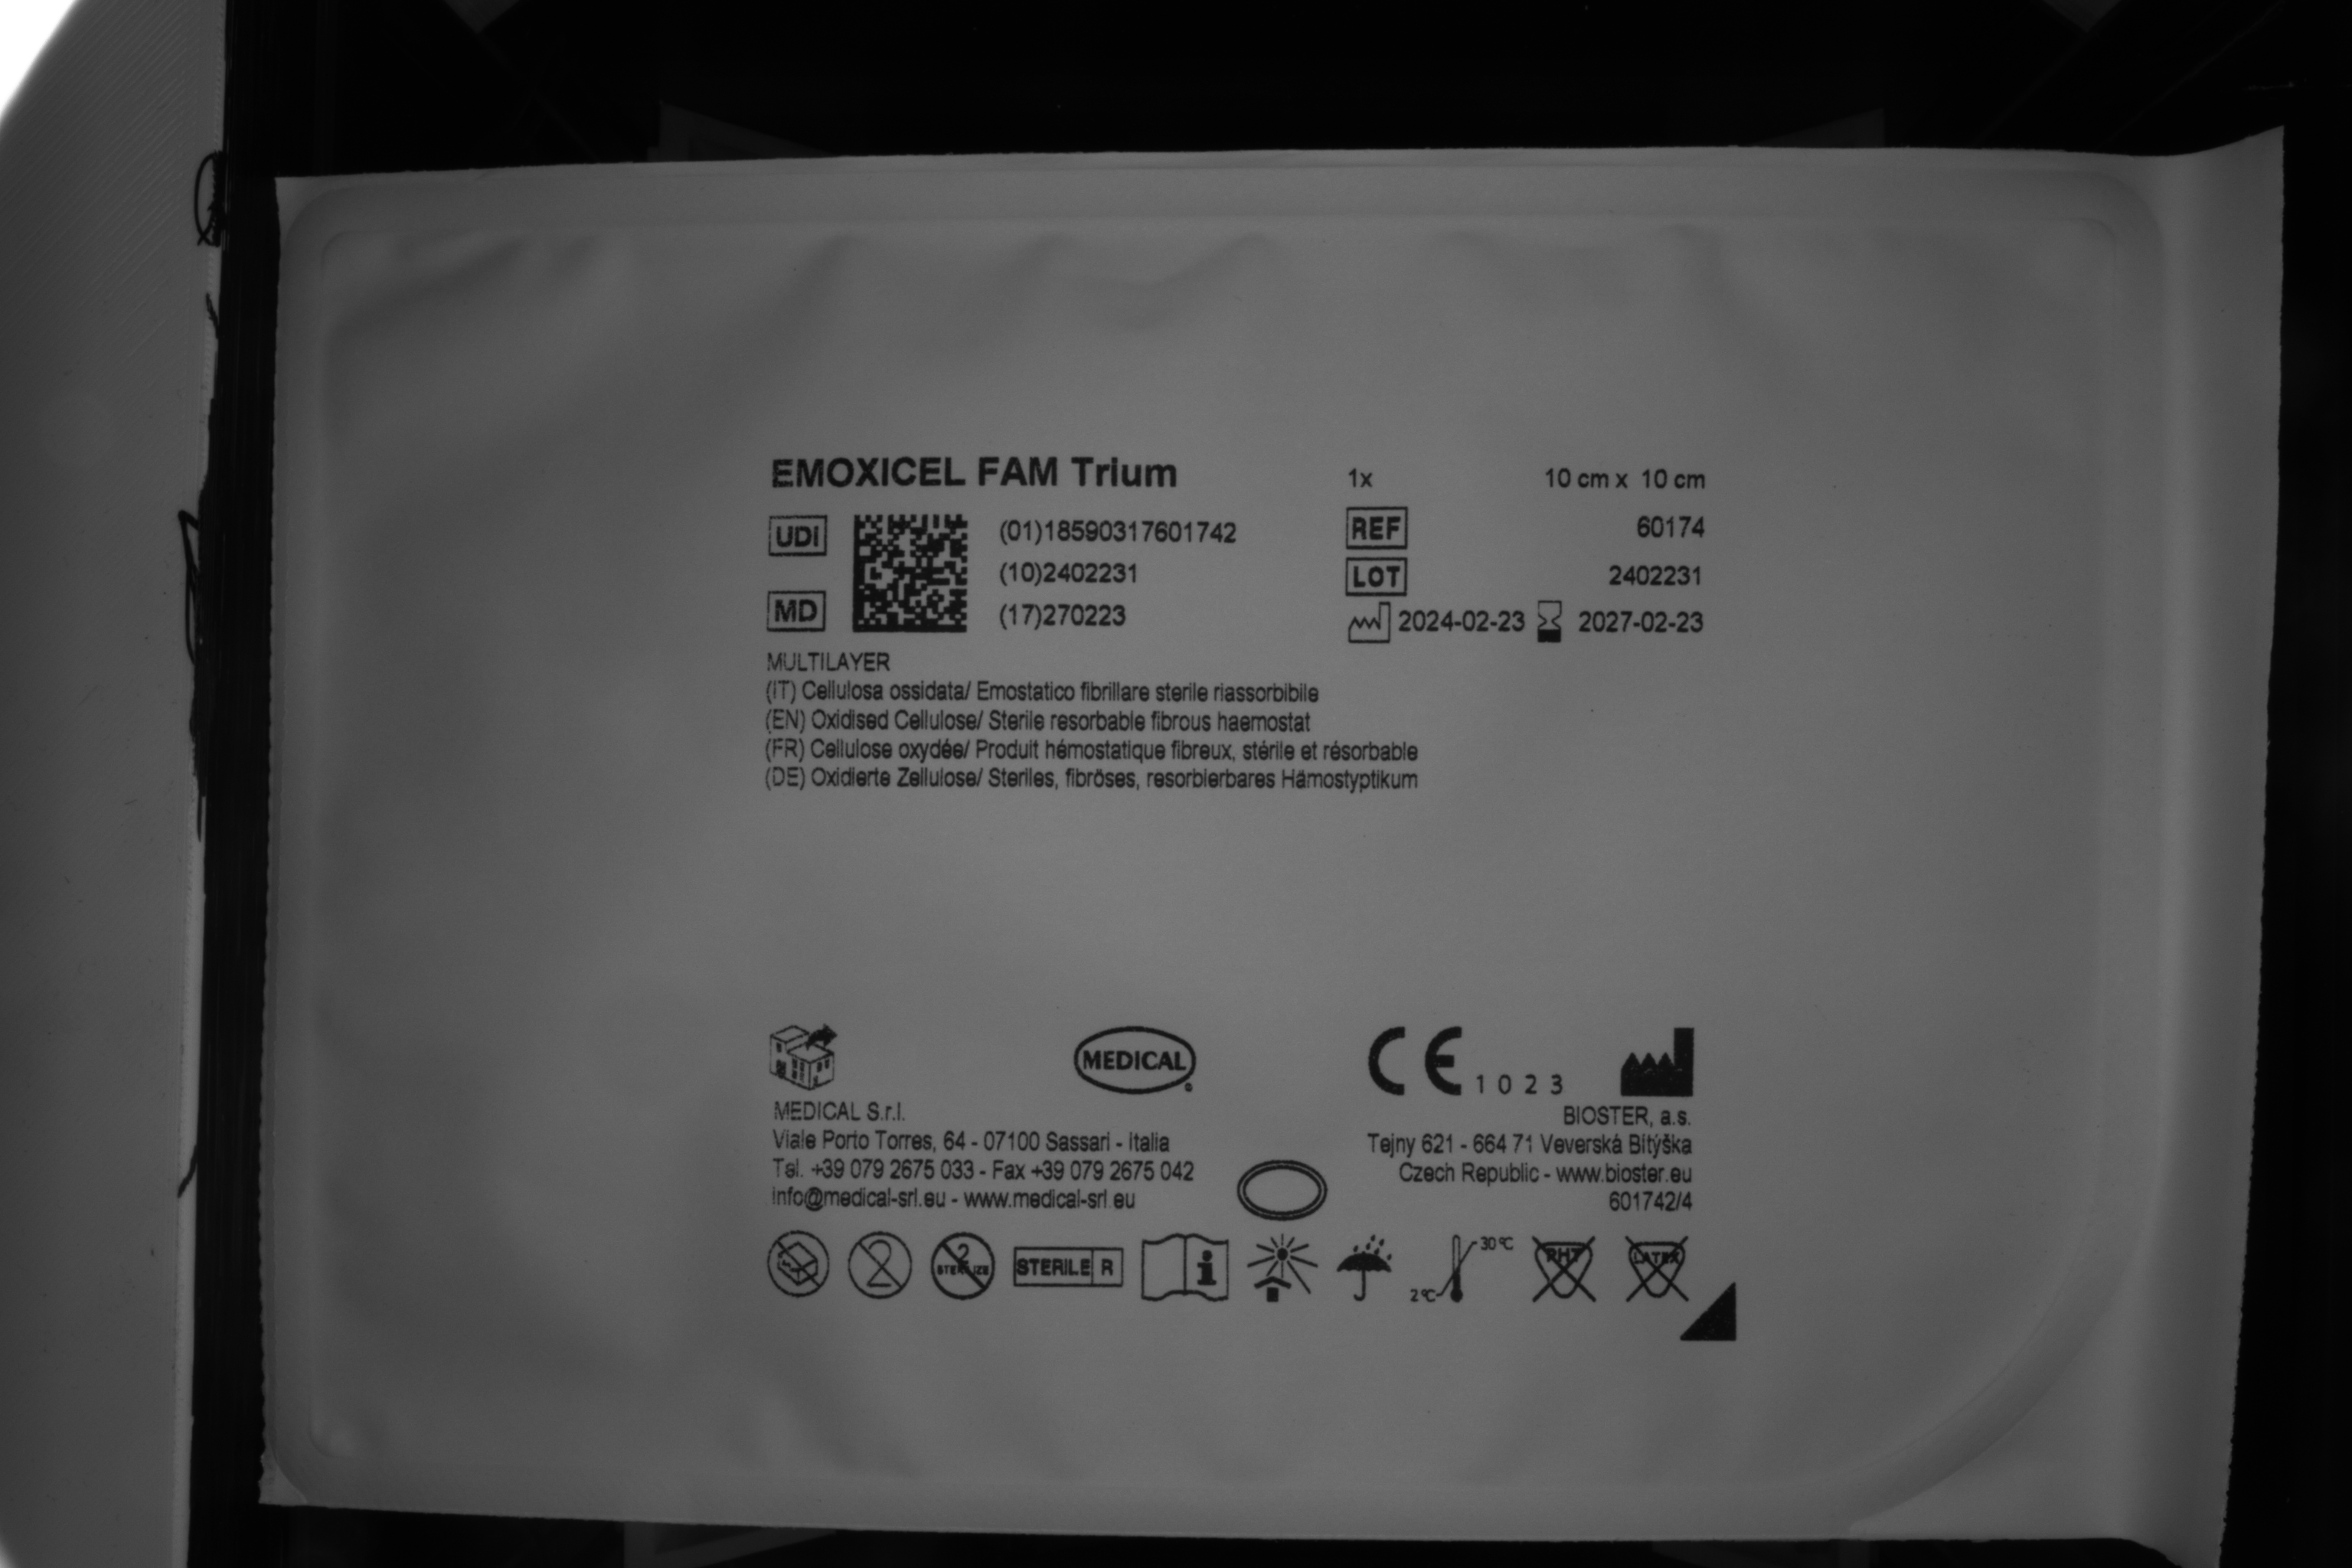 EMOXICEL FAM Trium
1x 10 cm x 10 cm
UDI
(01)18590317601742
REF 60174
(10)2402231
LOT 2402231
MD
(17)270223
2024-02-23 2027-02-23
MULTILAYER
(IT) Cellulosa ossidata/ Emostatico fibrillare sterile riassorbibile
(EN) Oxidised Cellulose/ Sterile resorbable fibrous haemostat
(FR) Cellulose oxydée/ Produit hémostatique fibreux, stérile et résorbable
(DE) Oxidierte Zellulose/ Steriles, fibröses, resorbierbares Hämostyptikum
MEDICAL
CE 1023
MEDICAL S.r.l.
Viale Porto Torres, 64 - 07100 Sassari - Italia
Tel. +39 079 2675 033 - Fax +39 079 2675 042
info@medical-srl.eu - www.medical-srl.eu
BIOSTER, a.s.
Tejny 621 - 664 71 Veverská Bitýška
Czech Republic - www.bioster.eu
601742/4
2
2 STERILIZE
STERILE R
i
2°C 30°C
PHT
LATEX